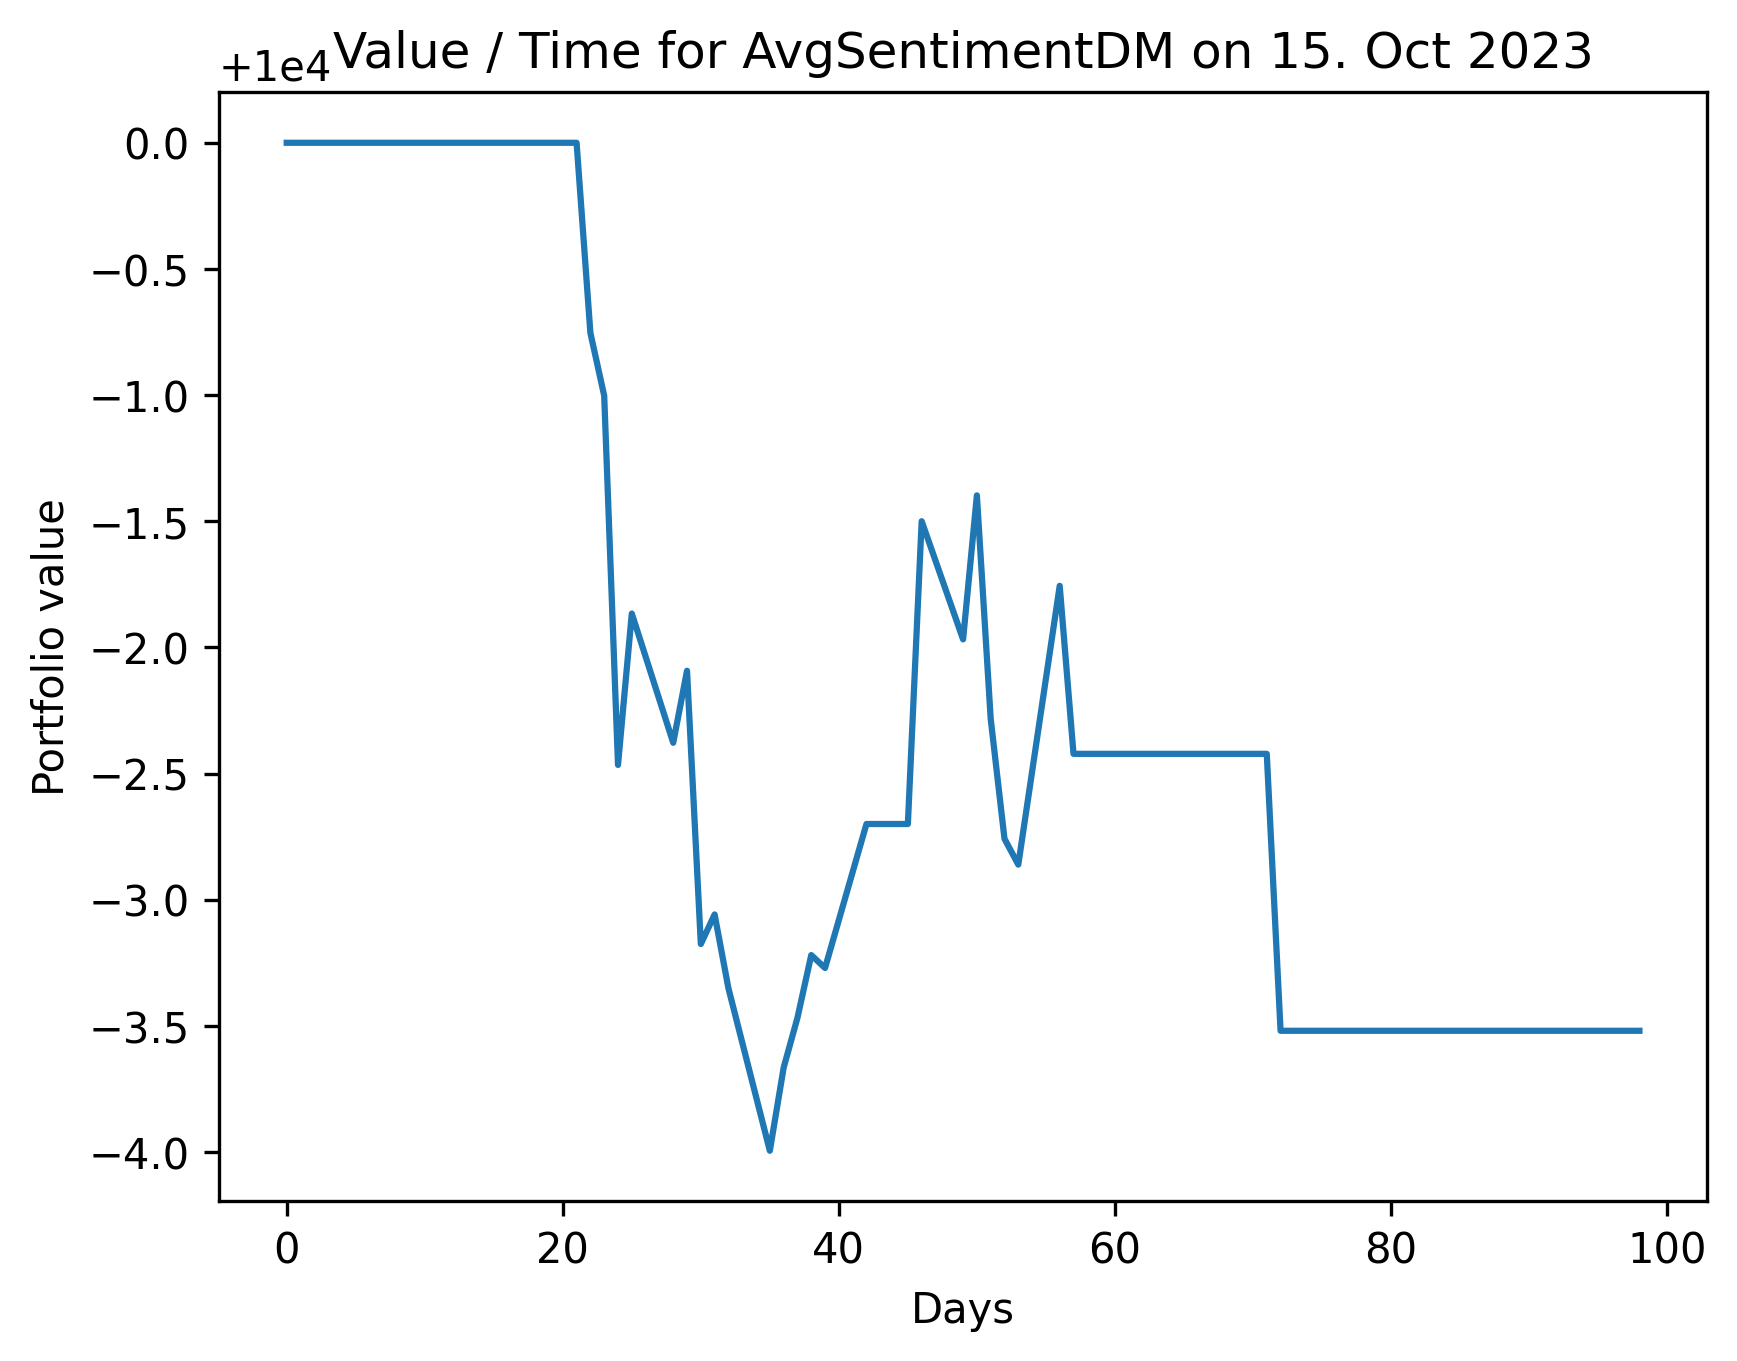 Value / Time for AvgSentimentDM on 15. Oct 2023
+1e4
0.0
−0.5
−1.0
−1.5
−2.0
−2.5
−3.0
−3.5
−4.0
Portfolio value
0 20 40 60 80 100
Days